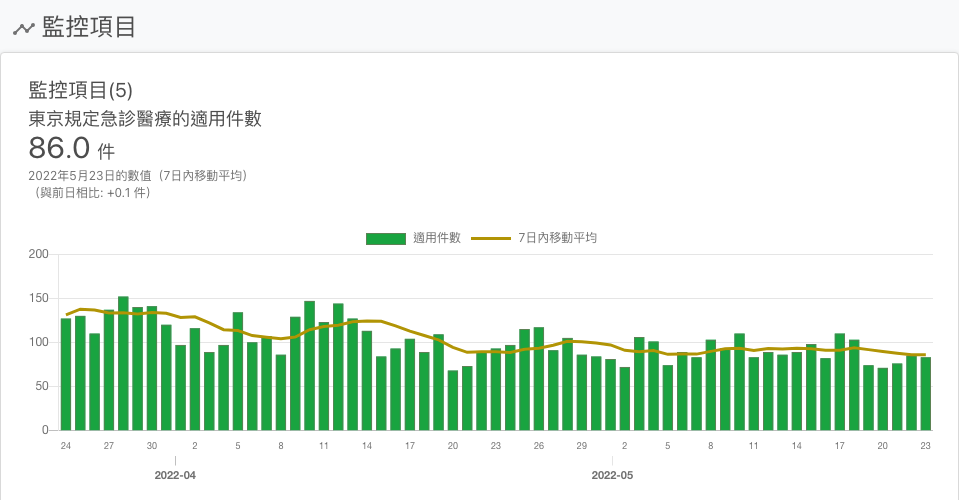 監控項目
監控項目(5)
東京規定急診醫療的適用件數
86.0 件
2022年5月23日的數值（7日內移動平均）
（與前日相比: +0.1 件）
適用件數 7日內移動平均
200
150
100
50
0
24 27 30 2 5 8 11 14 17 20 23 26 29 2 5 8 11 14 17 20 23
2022-04 2022-05